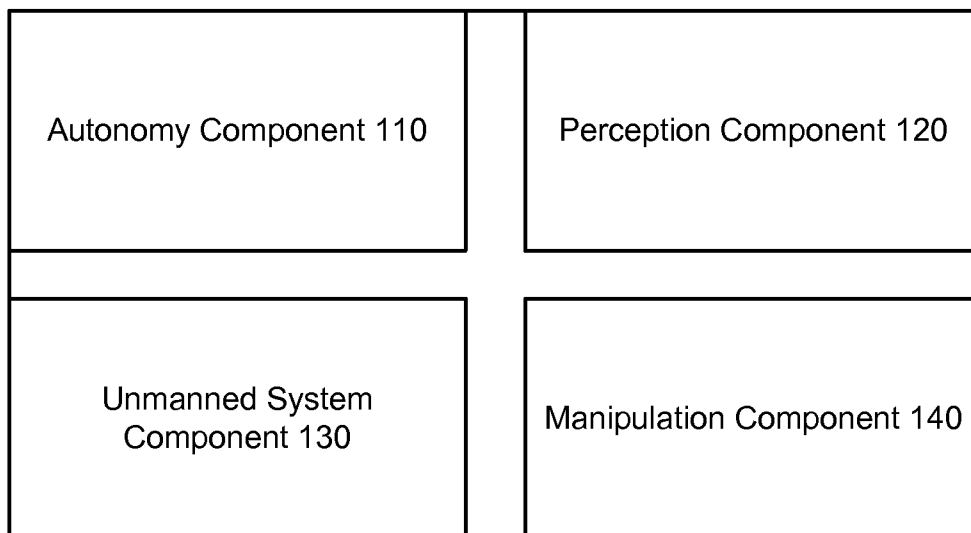 Autonomy Component 110
Perception Component 120
Unmanned System
Component 130
Manipulation Component 140